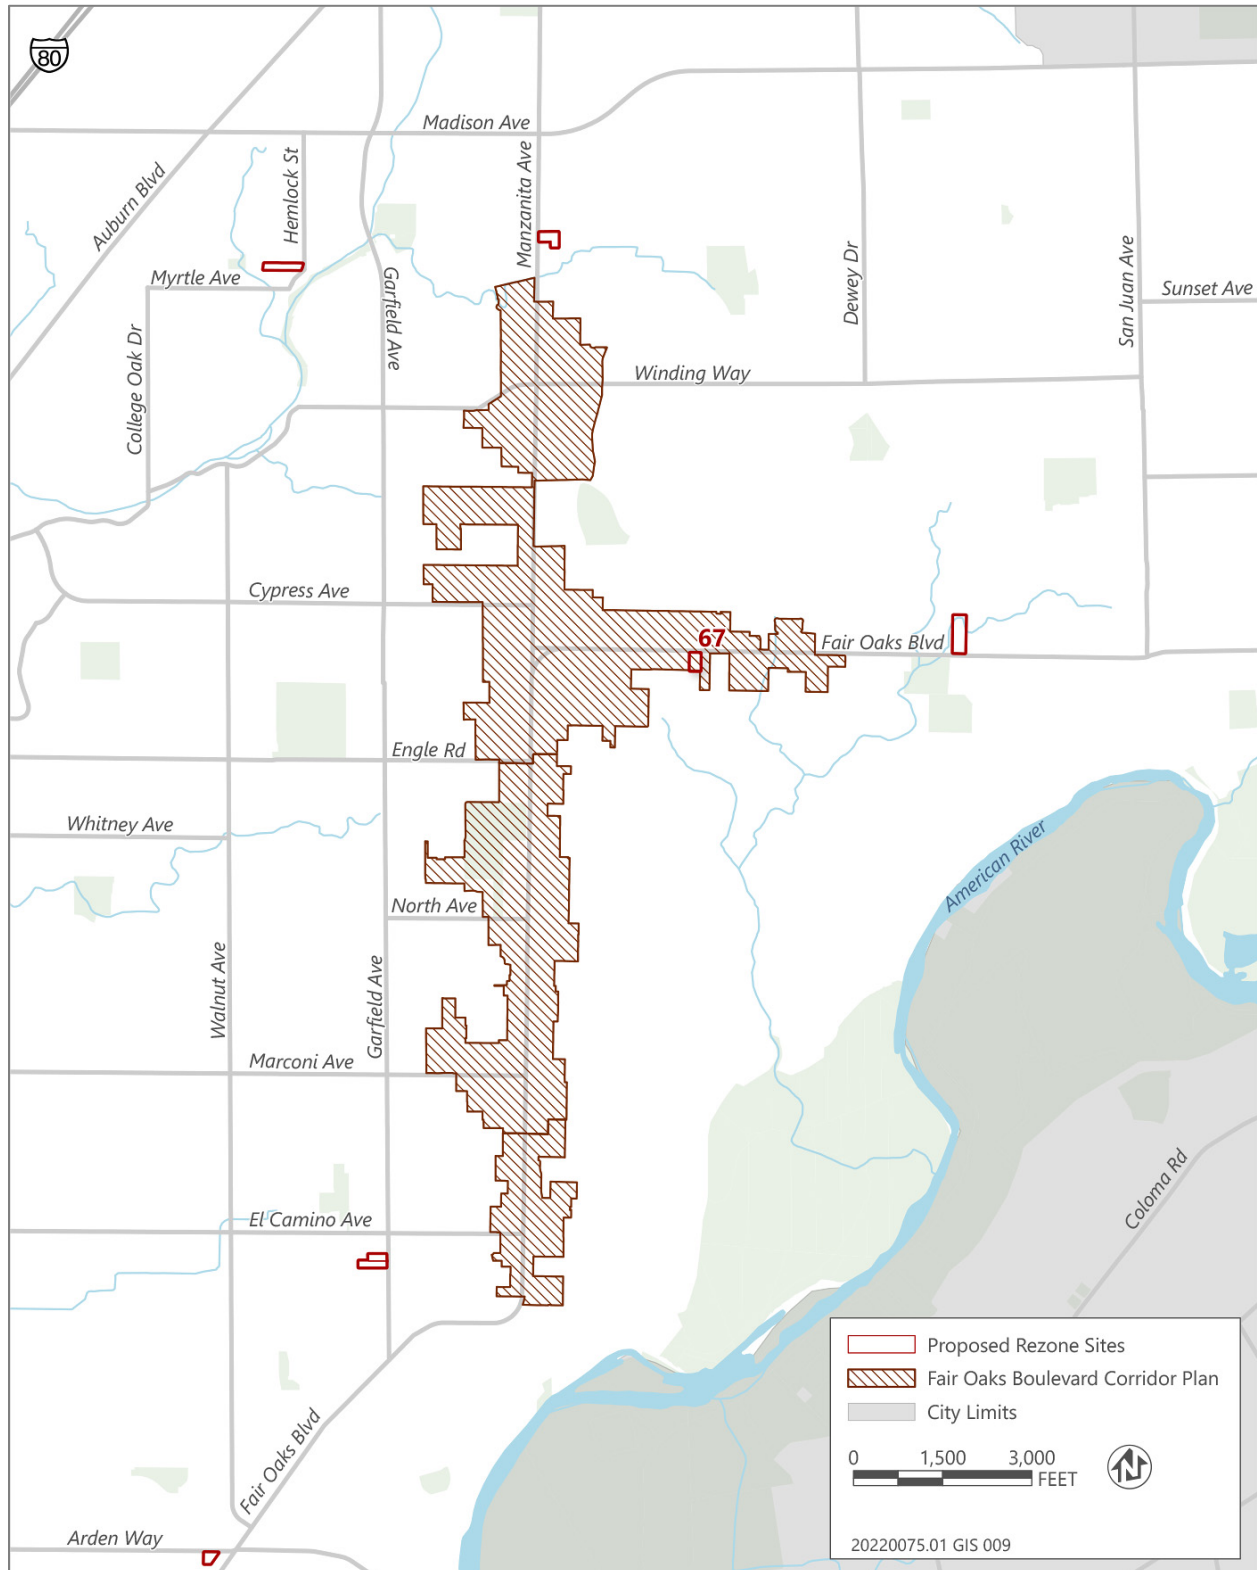 80
Madison Ave
Auburn Blvd
Hemlock St
Manzanita Ave
Myrtle Ave
Garfield Ave
Dewey Dr
San Juan Ave
Sunset Ave
College Oak Dr
Winding Way
Cypress Ave
67
Fair Oaks Blvd
Engle Rd
Whitney Ave
American River
North Ave
Walnut Ave
Garfield Ave
Marconi Ave
Coloma Rd
El Camino Ave
Fair Oaks Blvd
Arden Way
Proposed Rezone Sites
Fair Oaks Boulevard Corridor Plan
City Limits
0 1,500 3,000
FEET
N
20220075.01 GIS 009